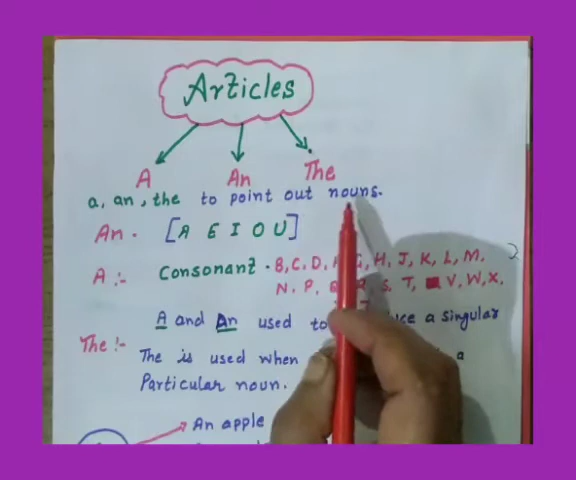 Articles
A An The
a, an, the to point out nouns.
An - [A E I O U]
A :- Consonant - B, C, D, G, H, J, K, L, M,
N, P, S, T, V, W, X,
A and An used to a singular
The :- The is used when a
Particular noun.
An apple